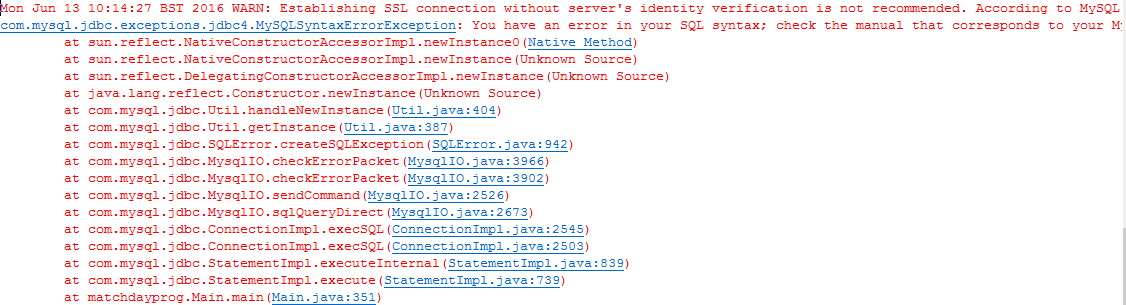 Mon Jun 13 10:14:27 BST 2016 WARN: Establishing SSL connection without server's identity verification is not recommended. According to MySQL
com.mysql.jdbc.exceptions.jdbc4.MySQLSyntaxErrorException: You have an error in your SQL syntax; check the manual that corresponds to your
at sun.reflect.NativeConstructorAccessorImpl.newInstance0(Native Method)
at sun.reflect.NativeConstructorAccessorImpl.newInstance(Unknown Source)
at sun.reflect.DelegatingConstructorAccessorImpl.newInstance(Unknown Source)
at java.lang.reflect.Constructor.newInstance(Unknown Source)
at com.mysql.jdbc.Util.handleNewInstance(Util.java:404)
at com.mysql.jdbc.Util.getInstance(Util.java:387)
at com.mysql.jdbc.SQLError.createSQLException(SQLError.java:942)
at com.mysql.jdbc.MysqlIO.checkErrorPacket(MysqlIO.java:3966)
at com.mysql.jdbc.MysqlIO.checkErrorPacket(MysqlIO.java:3902)
at com.mysql.jdbc.MysqlIO.sendCommand(MysqlIO.java:2526)
at com.mysql.jdbc.MysqlIO.sqlQueryDirect(MysqlIO.java:2673)
at com.mysql.jdbc.ConnectionImpl.execSQL(ConnectionImpl.java:2545)
at com.mysql.jdbc.ConnectionImpl.execSQL(ConnectionImpl.java:2503)
at com.mysql.jdbc.StatementImpl.executeInternal(StatementImpl.java:839)
at com.mysql.jdbc.StatementImpl.execute(StatementImpl.java:739)
at matchdayprog.Main.main(Main.java:351)